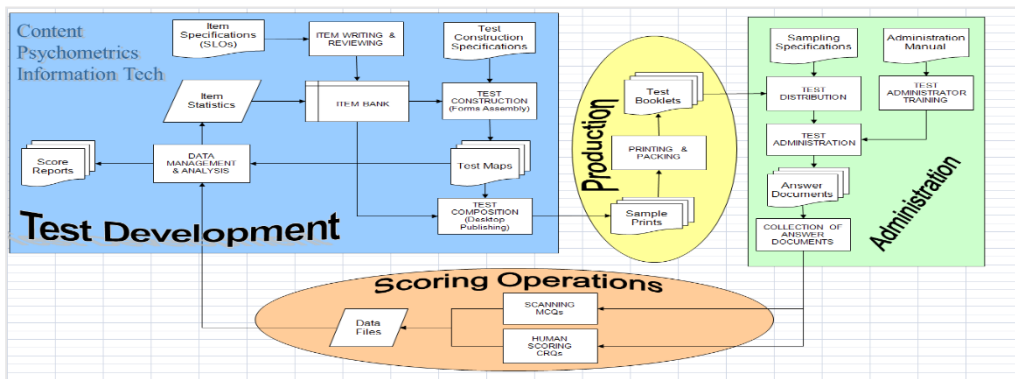 Content
Psychometrics
Information Tech
Item
Specifications
(SLOs)
ITEM WRITING &
REVIEWING
Test
Construction
Specifications
Item
Statistics
ITEM BANK
TEST
CONSTRUCTION
(Forms Assembly)
Score
Reports
DATA
MANAGEMENT
& ANALYSIS
Test Maps
TEST
COMPOSITION
(Desktop
Publishing)
Test Development
Production
Test
Booklets
PRINTING &
PACKING
Sample
Prints
Sampling
Specifications
Administration
Manual
TEST
DISTRIBUTION
TEST
ADMINISTRATOR
TRAINING
TEST
ADMINISTRATION
Answer
Documents
COLLECTION OF
ANSWER
DOCUMENTS
Administration
Scoring Operations
Data
Files
SCANNING
MCQs
HUMAN
SCORING
CRQs